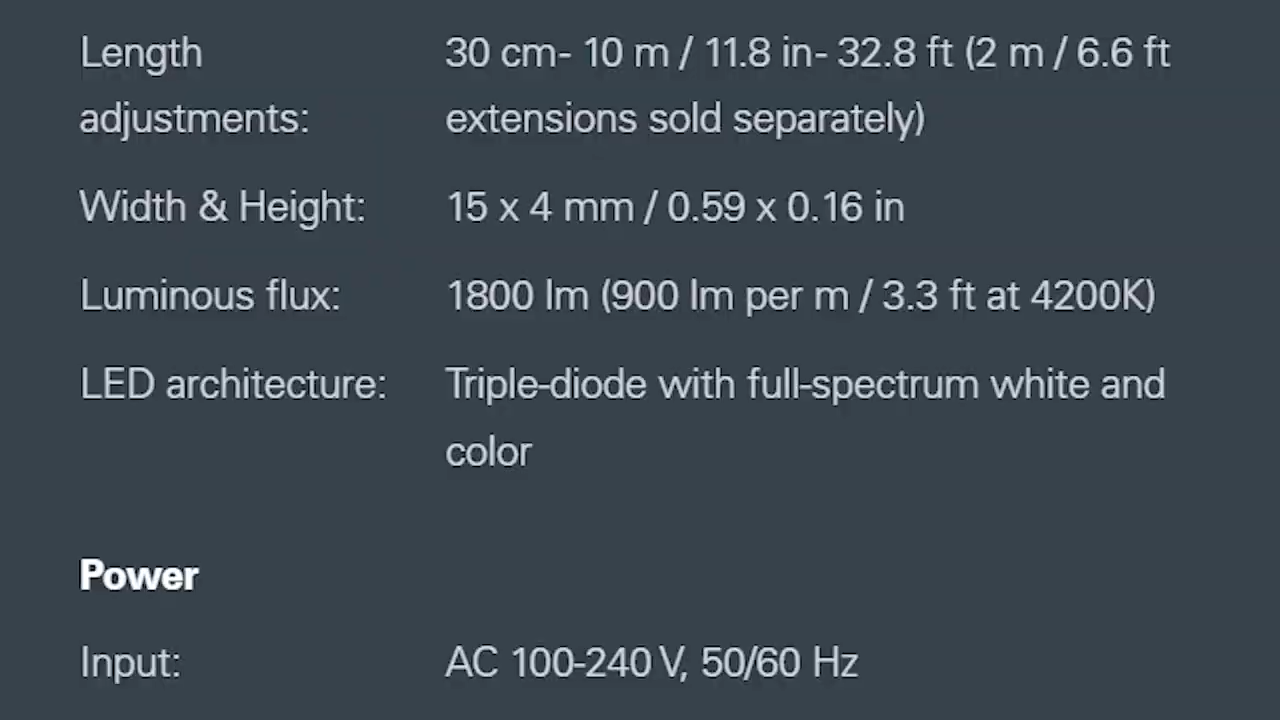 Length 30 cm- 10 m / 11.8 in- 32.8 ft (2 m / 6.6 ft
adjustments: extensions sold separately)
Width & Height: 15 x 4 mm / 0.59 x 0.16 in
Luminous flux: 1800 lm (900 lm per m / 3.3 ft at 4200K)
LED architecture: Triple-diode with full-spectrum white and
color
Power
Input: AC 100-240 V, 50/60 Hz